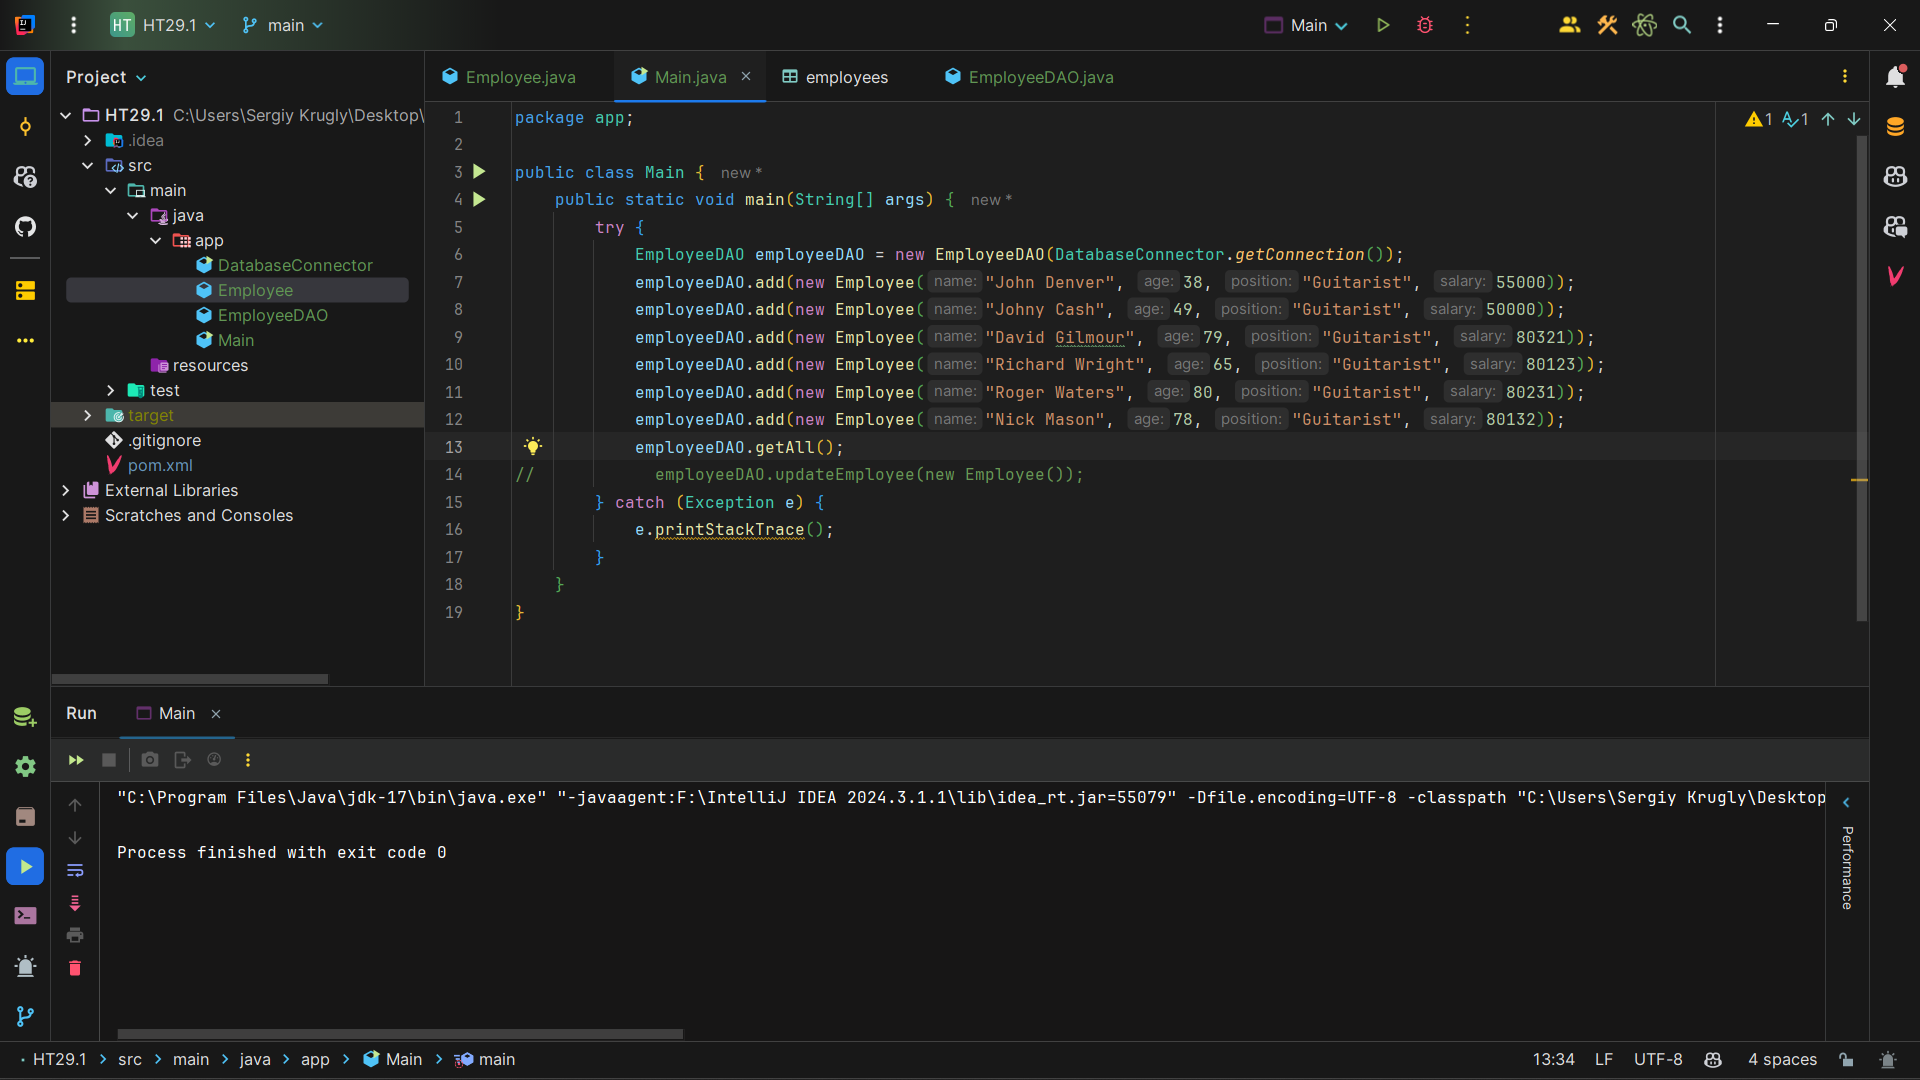 HT HT29.1 main Main
Project
Employee.java Main.java employees EmployeeDAO.java
HT29.1 C:\Users\Sergiy Krugly\Desktop\
.idea
src
main
java
app
DatabaseConnector
Employee
EmployeeDAO
Main
resources
test
target
.gitignore
pom.xml
External Libraries
Scratches and Consoles
1 package app;
2
3 public class Main { new *
4 public static void main(String[] args) { new *
5 try {
6 EmployeeDAO employeeDAO = new EmployeeDAO(DatabaseConnector.getConnection());
7 employeeDAO.add(new Employee( name: "John Denver", age: 38, position: "Guitarist", salary: 55000));
8 employeeDAO.add(new Employee( name: "Johny Cash", age: 49, position: "Guitarist", salary: 50000));
9 employeeDAO.add(new Employee( name: "David Gilmour", age: 79, position: "Guitarist", salary: 80321));
10 employeeDAO.add(new Employee( name: "Richard Wright", age: 65, position: "Guitarist", salary: 80123));
11 employeeDAO.add(new Employee( name: "Roger Waters", age: 80, position: "Guitarist", salary: 80231));
12 employeeDAO.add(new Employee( name: "Nick Mason", age: 78, position: "Guitarist", salary: 80132));
13 employeeDAO.getAll();
14 // employeeDAO.updateEmployee(new Employee());
15 } catch (Exception e) {
16 e.printStackTrace();
17 }
18 }
19 }
1 1
Run Main
"C:\Program Files\Java\jdk-17\bin\java.exe" "-javaagent:F:\IntelliJ IDEA 2024.3.1.1\lib\idea_rt.jar=55079" -Dfile.encoding=UTF-8 -classpath "C:\Users\Sergiy Krugly\Desktop
Process finished with exit code 0
Performance
HT29.1 src main java app Main main
13:34 LF UTF-8 4 spaces